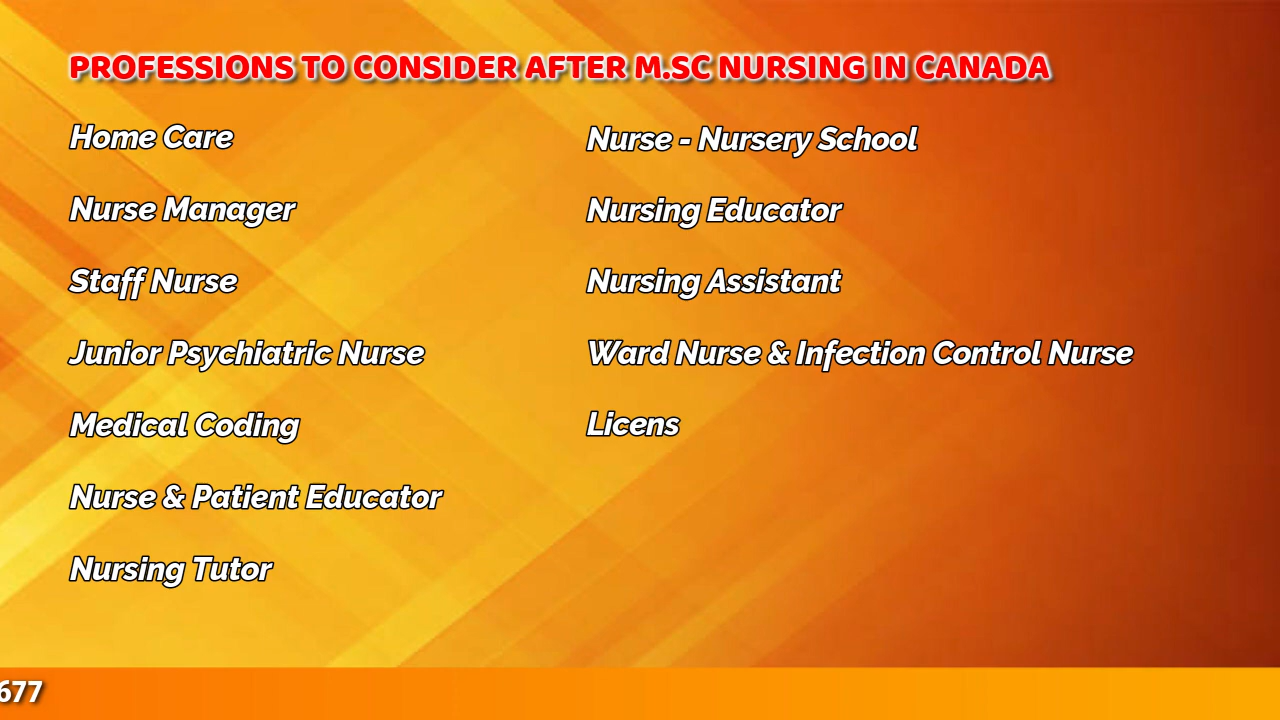 PROFESSIONS TO CONSIDER AFTER M.SC NURSING IN CANADA
Home Care
Nurse Manager
Staff Nurse
Junior Psychiatric Nurse
Medical Coding
Nurse & Patient Educator
Nursing Tutor
Nurse - Nursery School
Nursing Educator
Nursing Assistant
Ward Nurse & Infection Control Nurse
Licens
677